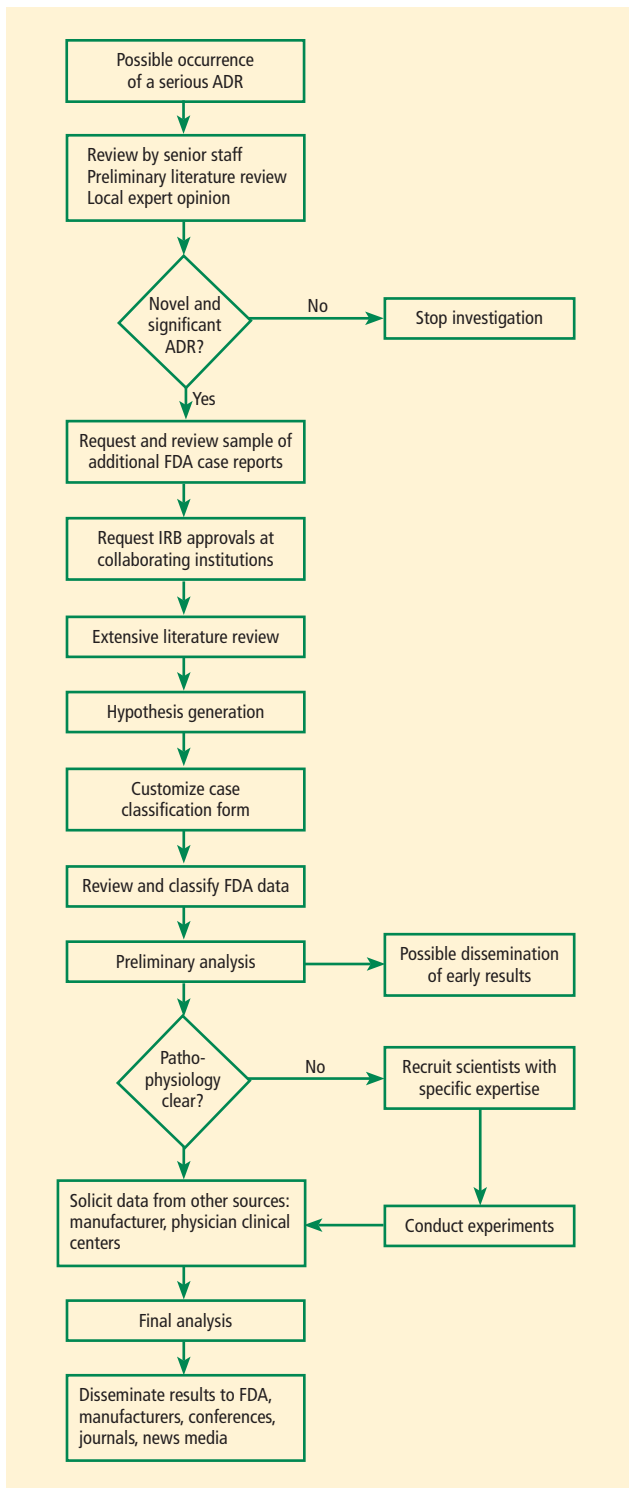 Possible occurrence
of a serious ADR
Review by senior staff
Preliminary literature review
Local expert opinion
Novel and
significant
ADR?
No
Stop investigation
Yes
Request and review sample of
additional FDA case reports
Request IRB approvals at
collaborating institutions
Extensive literature review
Hypothesis generation
Customize case
classification form
Review and classify FDA data
Preliminary analysis
Possible dissemination
of early results
Patho-
physiology
clear?
No
Recruit scientists with
specific expertise
Solicit data from other sources:
manufacturer, physician clinical
centers
Conduct experiments
Final analysis
Disseminate results to FDA,
manufacturers, conferences,
journals, news media